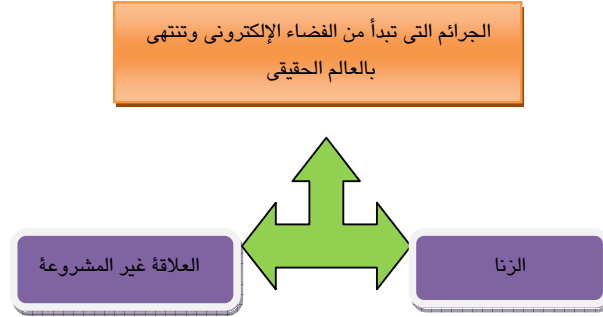 الجرائم التى تبدأ من الفضاء الإلكترونى وتنتهى
بالعالم الحقيقى
الزنا
العلاقة غير المشروعة